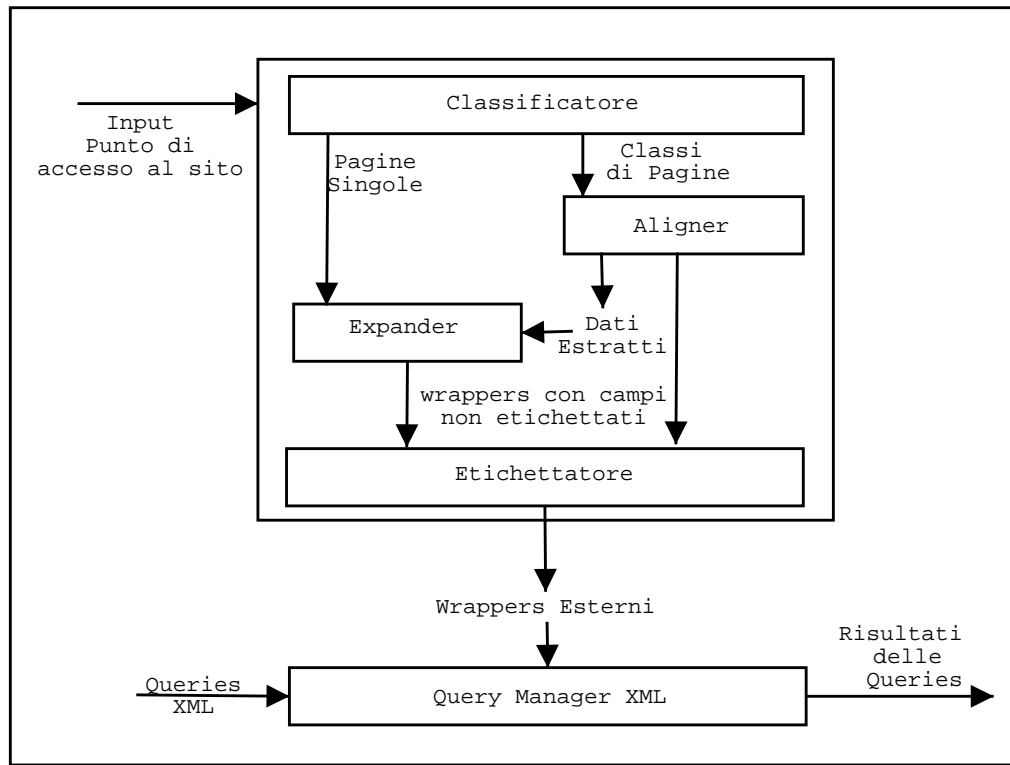 Classificatore
Input
Punto di
accesso al sito
Pagine
Singole
Classi
di Pagine
Aligner
Expander
Dati
Estratti
wrappers con campi
non etichettati
Etichettatore
Wrappers Esterni
Risultati
delle
Queries
Queries
XML
Query Manager XML